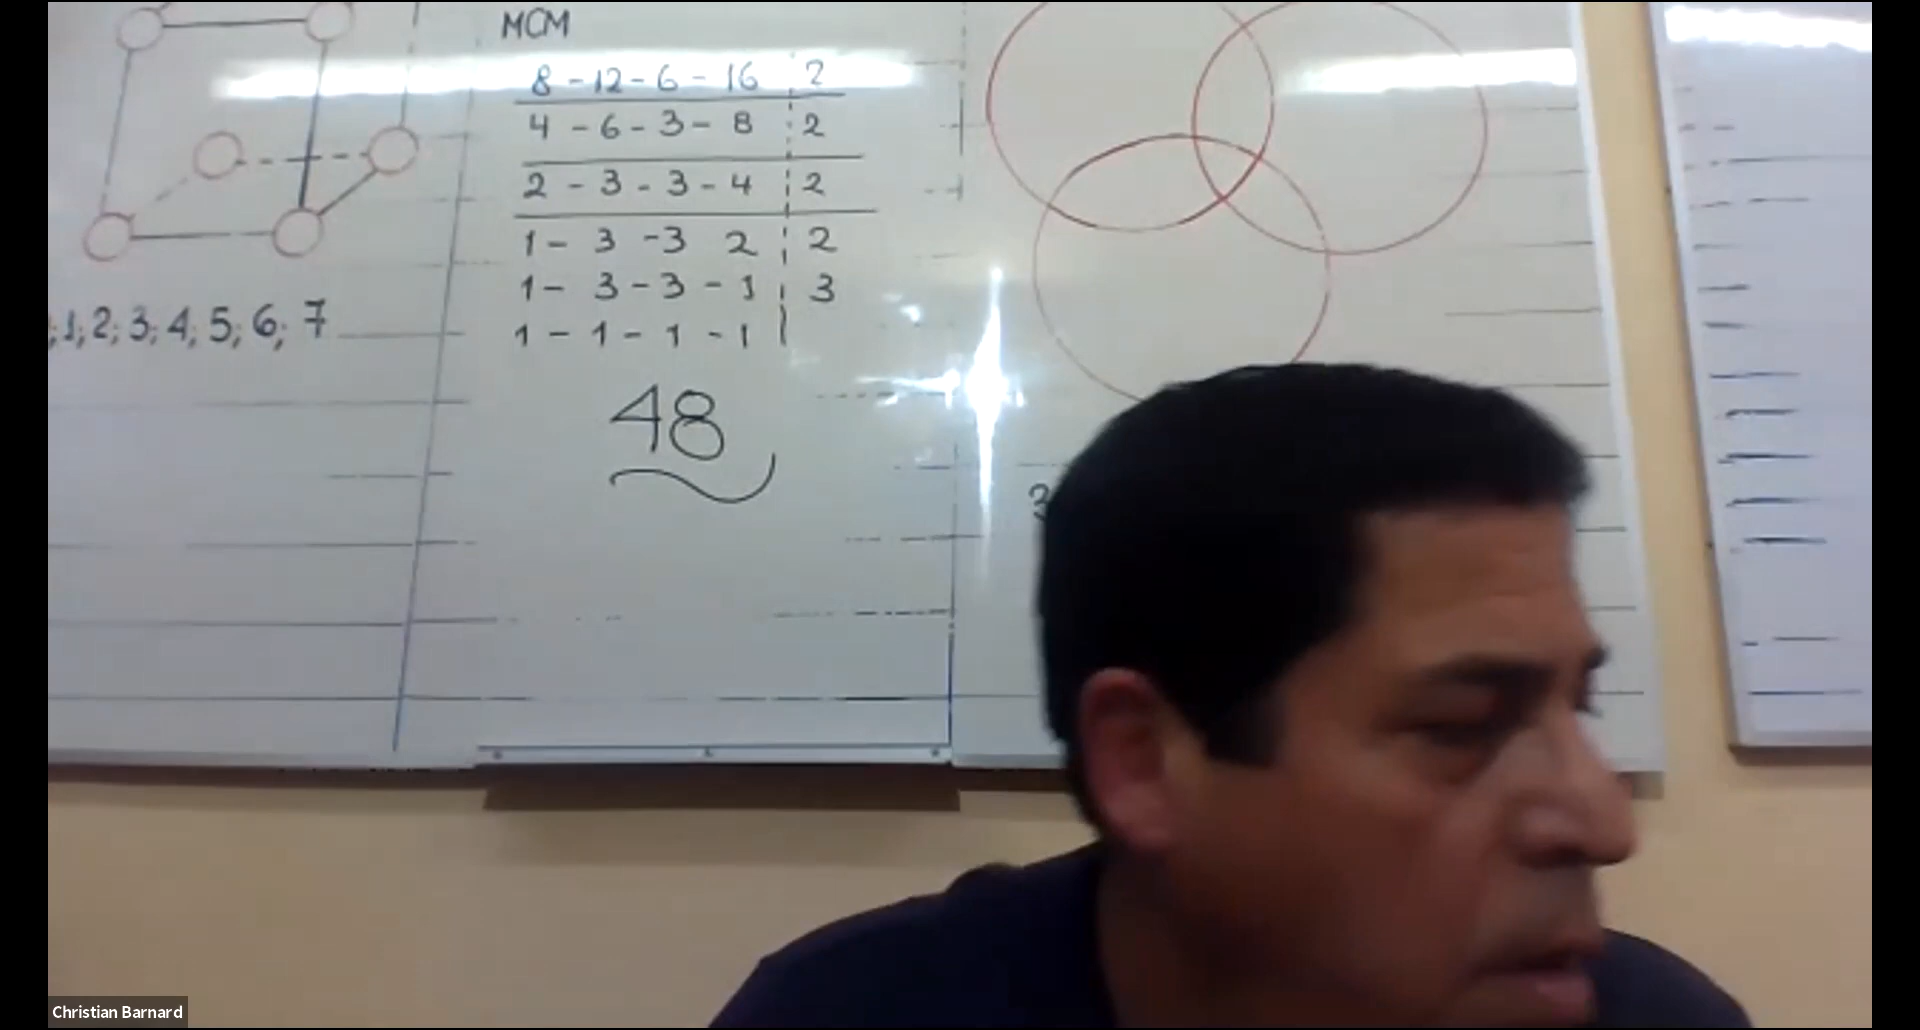 MCM
8 - 12 - 6 - 16 2
4 - 6 - 3 - 8 2
2 - 3 - 3 - 4 2
1 - 3 - 3 2 2
1 - 3 - 3 - 1 3
1 - 1 - 1 - 1
;1; 2; 3; 4; 5; 6; 7
48
3
Christian Barnard